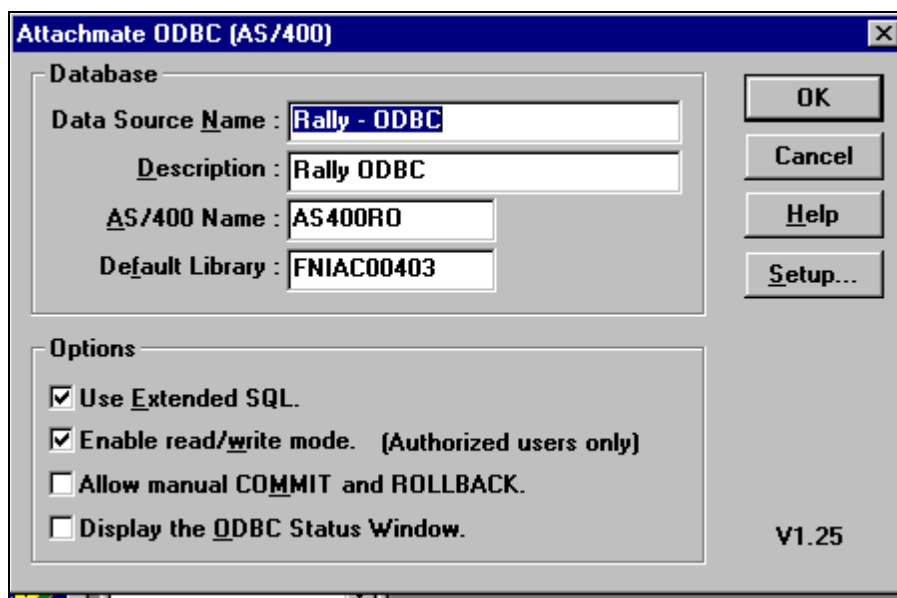 Attachmate ODBC (AS/400)
Database
Data Source Name : Rally - ODBC
Description : Rally ODBC
AS/400 Name : AS400RO
Default Library : FNIAC00403
OK
Cancel
Help
Setup...
Options
Use Extended SQL.
Enable read/write mode. (Authorized users only)
Allow manual COMMIT and ROLLBACK.
Display the ODBC Status Window.
V1.25